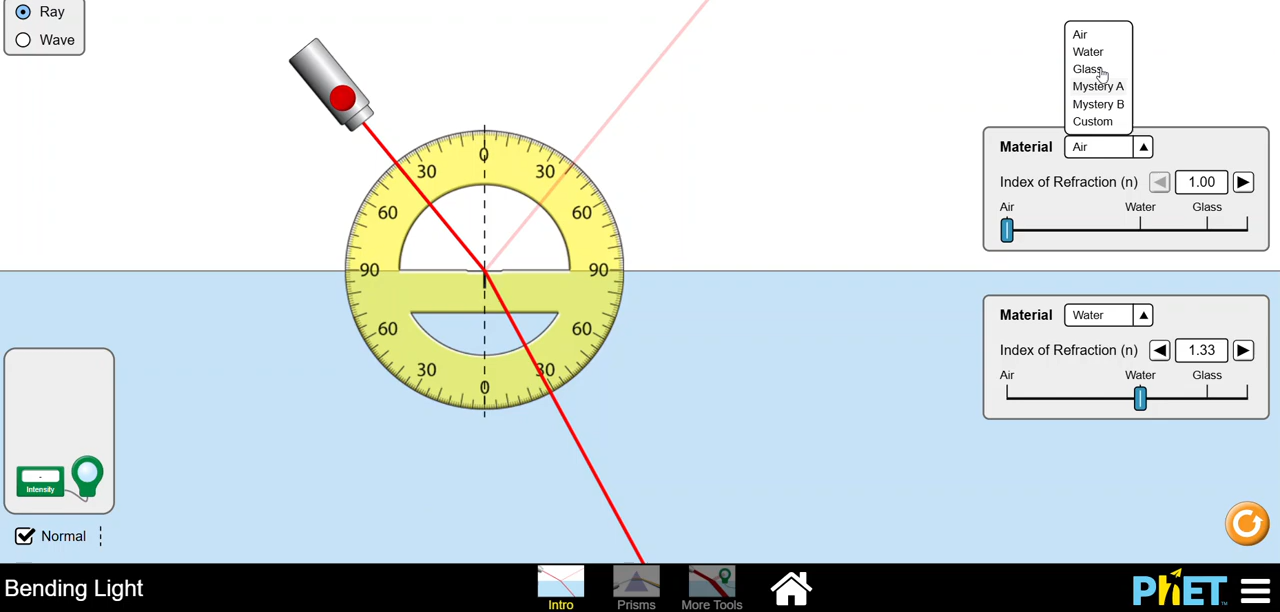 Ray
Wave
Air
Water
Glass
Mystery A
Mystery B
Custom
Material Air
Index of Refraction (n) 1.00
Air Water Glass
0
30 30
60 60
90 90
60 60
30 30
0
Material Water
Index of Refraction (n) 1.33
Air Water Glass
-
Intensity
Normal
Bending Light
Intro
Prisms
More Tools
PhET